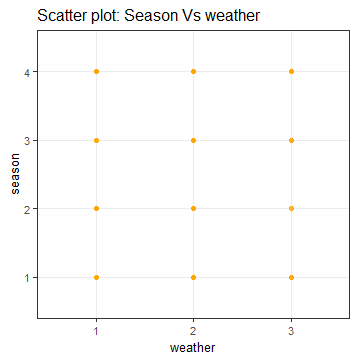 Scatter plot: Season Vs weather
4
3
2
1
season
1 2 3
weather